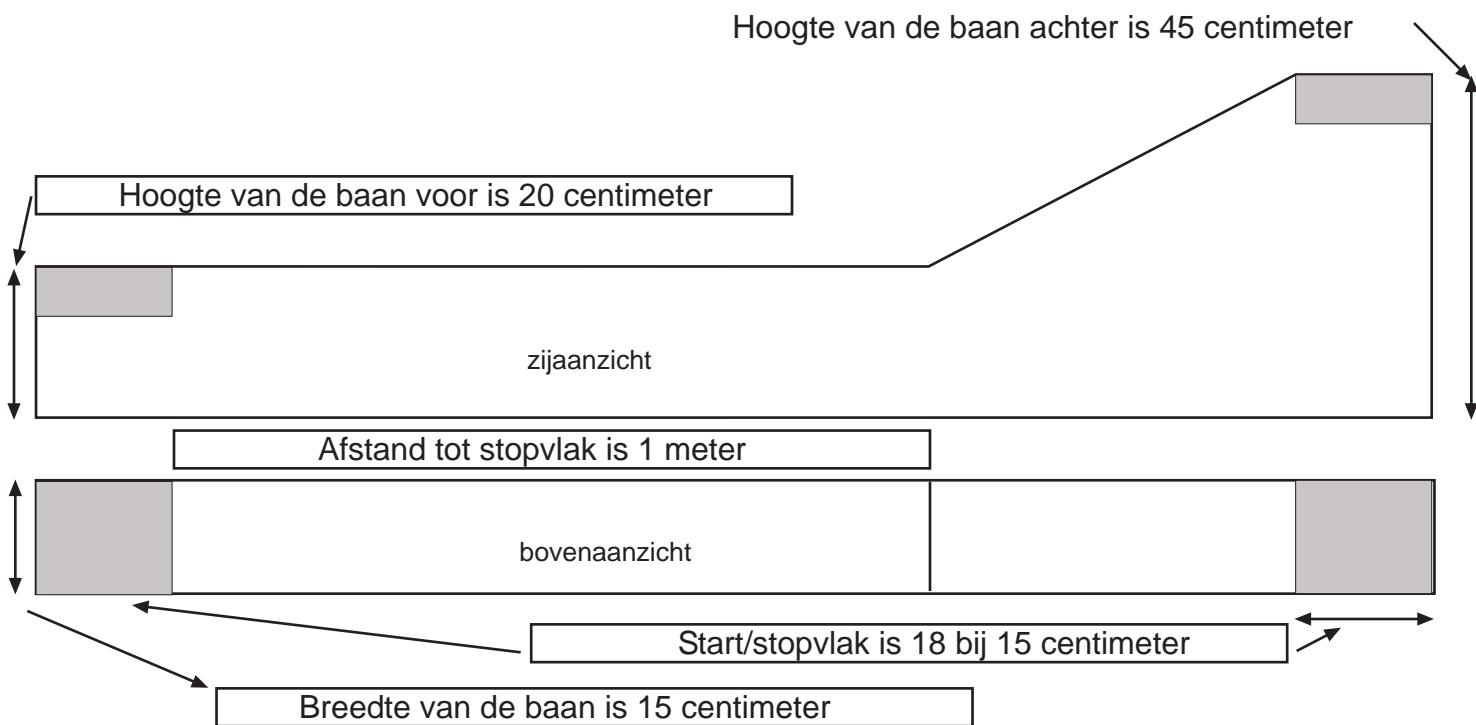 Hoogte van de baan achter is 45 centimeter
Hoogte van de baan voor is 20 centimeter
zijaanzicht
Afstand tot stopvlak is 1 meter
bovenaanzicht
Start/stopvlak is 18 bij 15 centimeter
Breedte van de baan is 15 centimeter